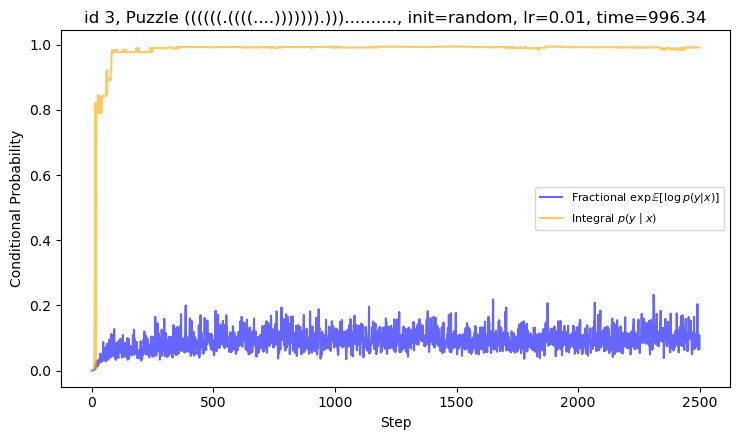 id 3, Puzzle ((((((.((((....))))))).))).........., init=random, lr=0.01, time=996.34
Conditional Probability
1.0
0.8
0.6
0.4
0.2
0.0
Fractional exp𝔼[log p(y|x)]
Integral p(y | x)
0 500 1000 1500 2000 2500
Step